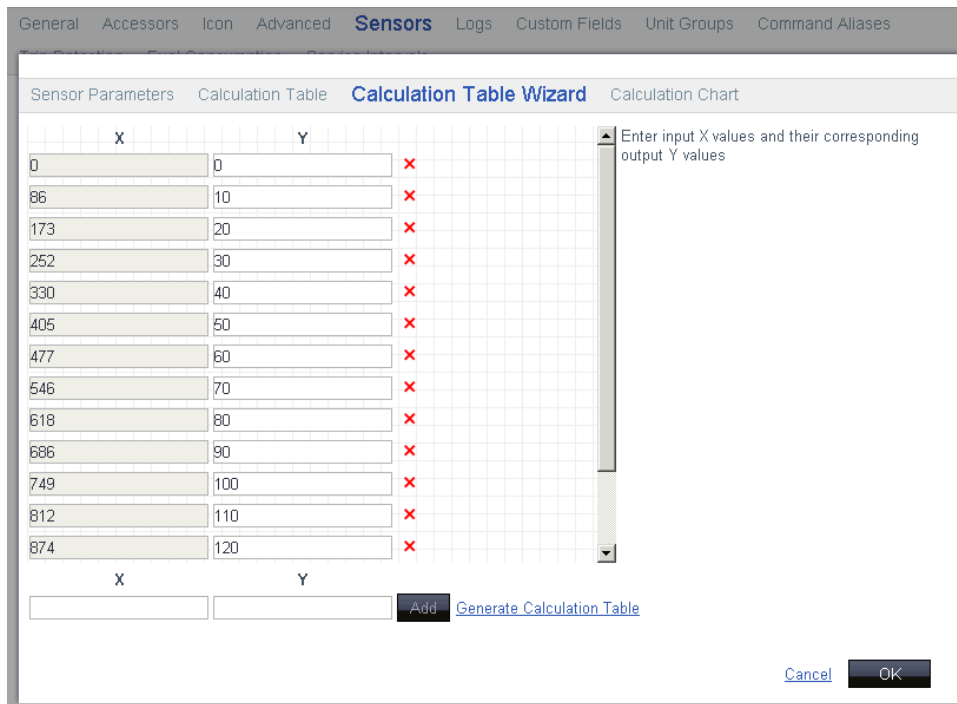 General Accessors Icon Advanced Sensors Logs Custom Fields Unit Groups Command Aliases
Sensor Parameters Calculation Table Calculation Table Wizard Calculation Chart
X Y
Enter input X values and their corresponding
output Y values
0 0
86 10
173 20
252 30
330 40
405 50
477 60
546 70
618 80
686 90
749 100
812 110
874 120
X Y
Add Generate Calculation Table
Cancel OK